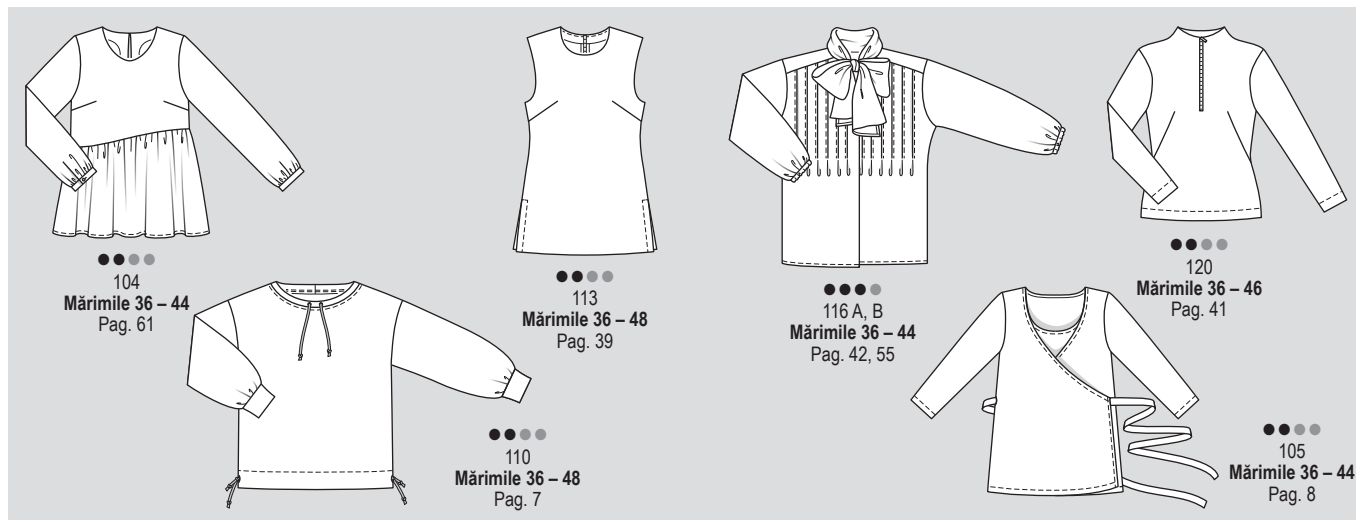 104
Mărimile 36 – 44
Pag. 61
113
Mărimile 36 – 48
Pag. 39
116 A, B
Mărimile 36 – 44
Pag. 42, 55
120
Mărimile 36 – 46
Pag. 41
110
Mărimile 36 – 48
Pag. 7
105
Mărimile 36 – 44
Pag. 8